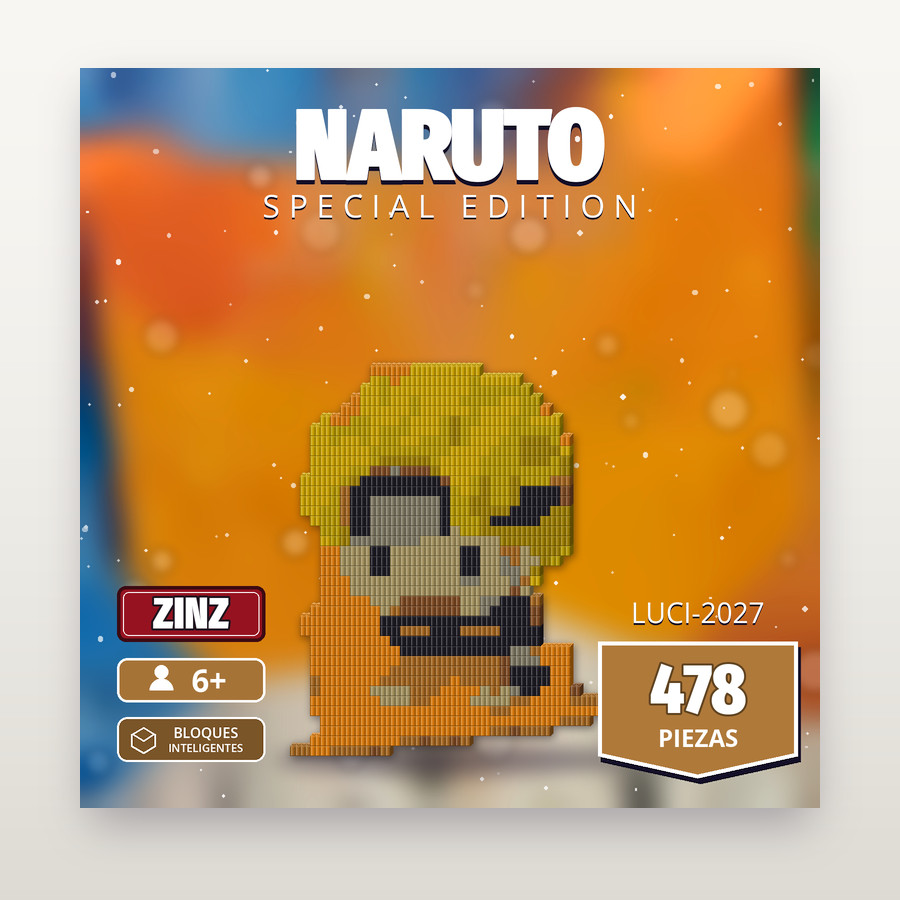 NARUTO
SPECIAL EDITION
ZINZ
6+
BLOQUES
INTELIGENTES
LUCI-2027
478
PIEZAS